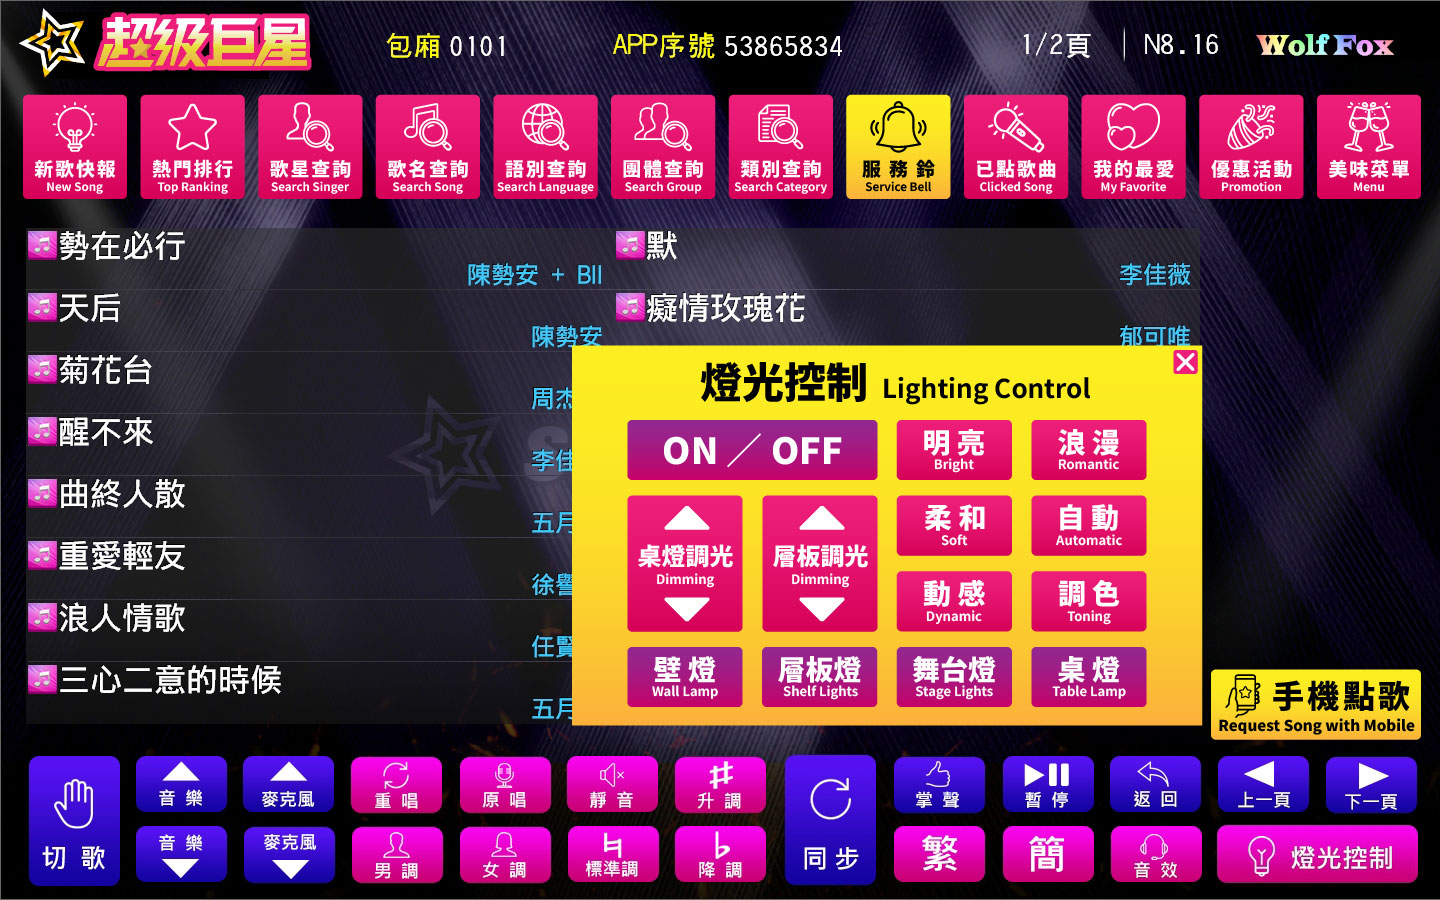 超级巨星
包廂 0101
APP序號 53865834
1/2頁
N8.16
Wolf Fox
新歌快報
New Song
熱門排行
Top Ranking
歌星查詢
Search Singer
歌名查詢
Search Song
語別查詢
Search Language
團體查詢
Search Group
類別查詢
Search Category
服務鈴
Service Bell
已點歌曲
Clicked Song
我的最愛
My Favorite
優惠活動
Promotion
美味菜單
Menu
勢在必行
陳勢安 + BII
默
李佳薇
天后
陳勢安
癡情玫瑰花
郁可唯
菊花台
周杰
醒不來
李佳
S
曲終人散
五月
重愛輕友
徐譽
浪人情歌
任賢
三心二意的時候
五月
燈光控制 Lighting Control
ON／OFF
明亮
Bright
浪漫
Romantic
桌燈調光
Dimming
層板調光
Dimming
柔和
Soft
自動
Automatic
動感
Dynamic
調色
Toning
壁燈
Wall Lamp
層板燈
Shelf Lights
舞台燈
Stage Lights
桌燈
Table Lamp
手機點歌
Request Song with Mobile
切歌
音樂
麥克風
重唱
原唱
靜音
升調
同步
掌聲
暫停
返回
上一頁
下一頁
音樂
麥克風
男調
女調
標準調
降調
繁
簡
音效
燈光控制